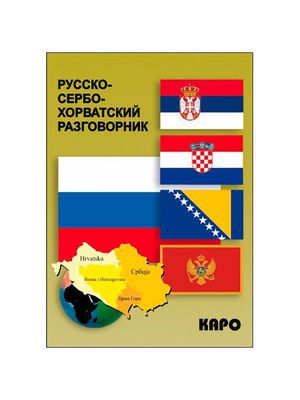 РУССКО-
СЕРБО-
ХОРВАТСКИЙ
РАЗГОВОРНИК
Hrvatska
Србија
Bosna i Hercegovina
Црна Гора
КАРО